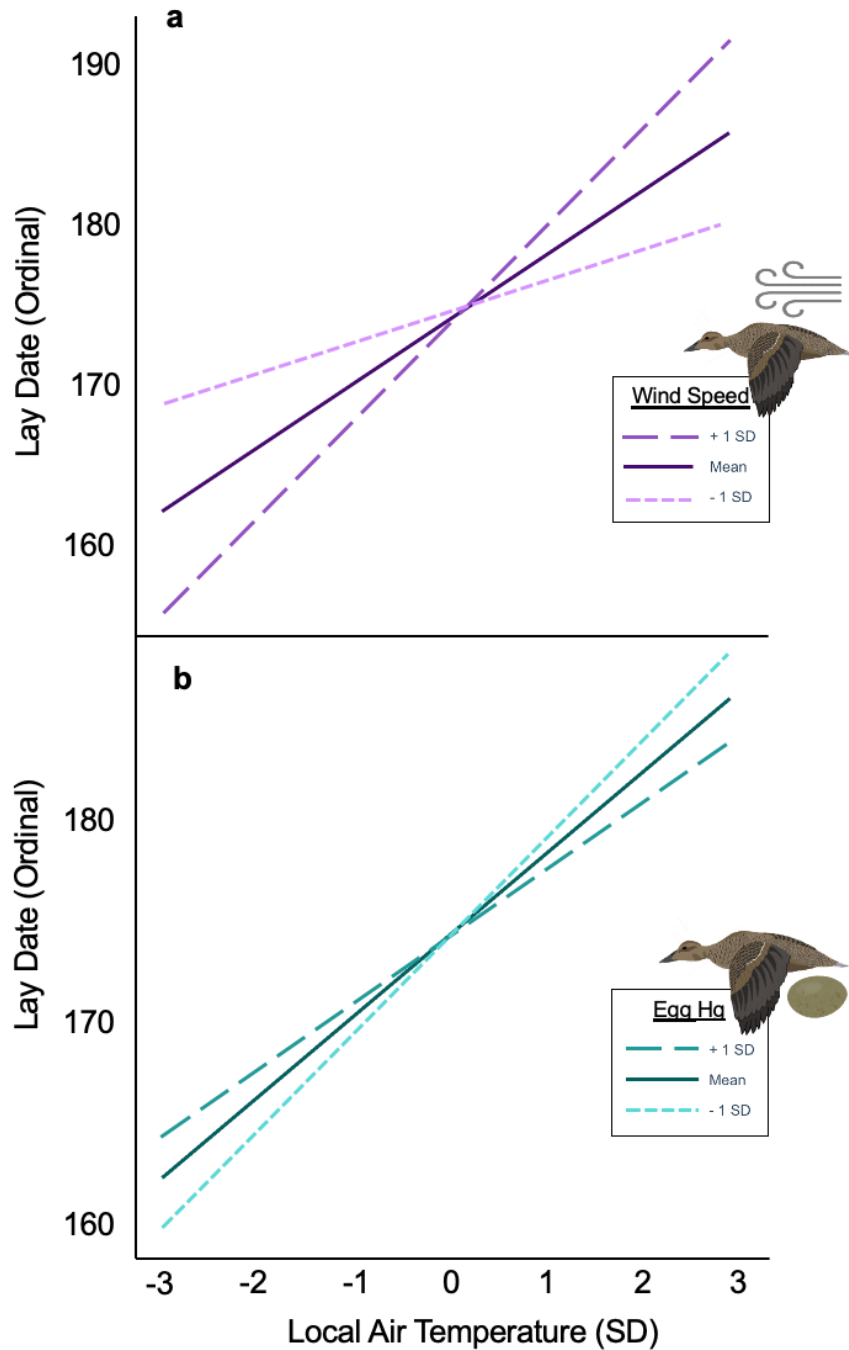 a
190
180
170
160
Lay Date (Ordinal)
Wind Speed
+ 1 SD
Mean
- 1 SD
b
180
170
160
Lay Date (Ordinal)
Egg Hg
+ 1 SD
Mean
- 1 SD
-3 -2 -1 0 1 2 3
Local Air Temperature (SD)